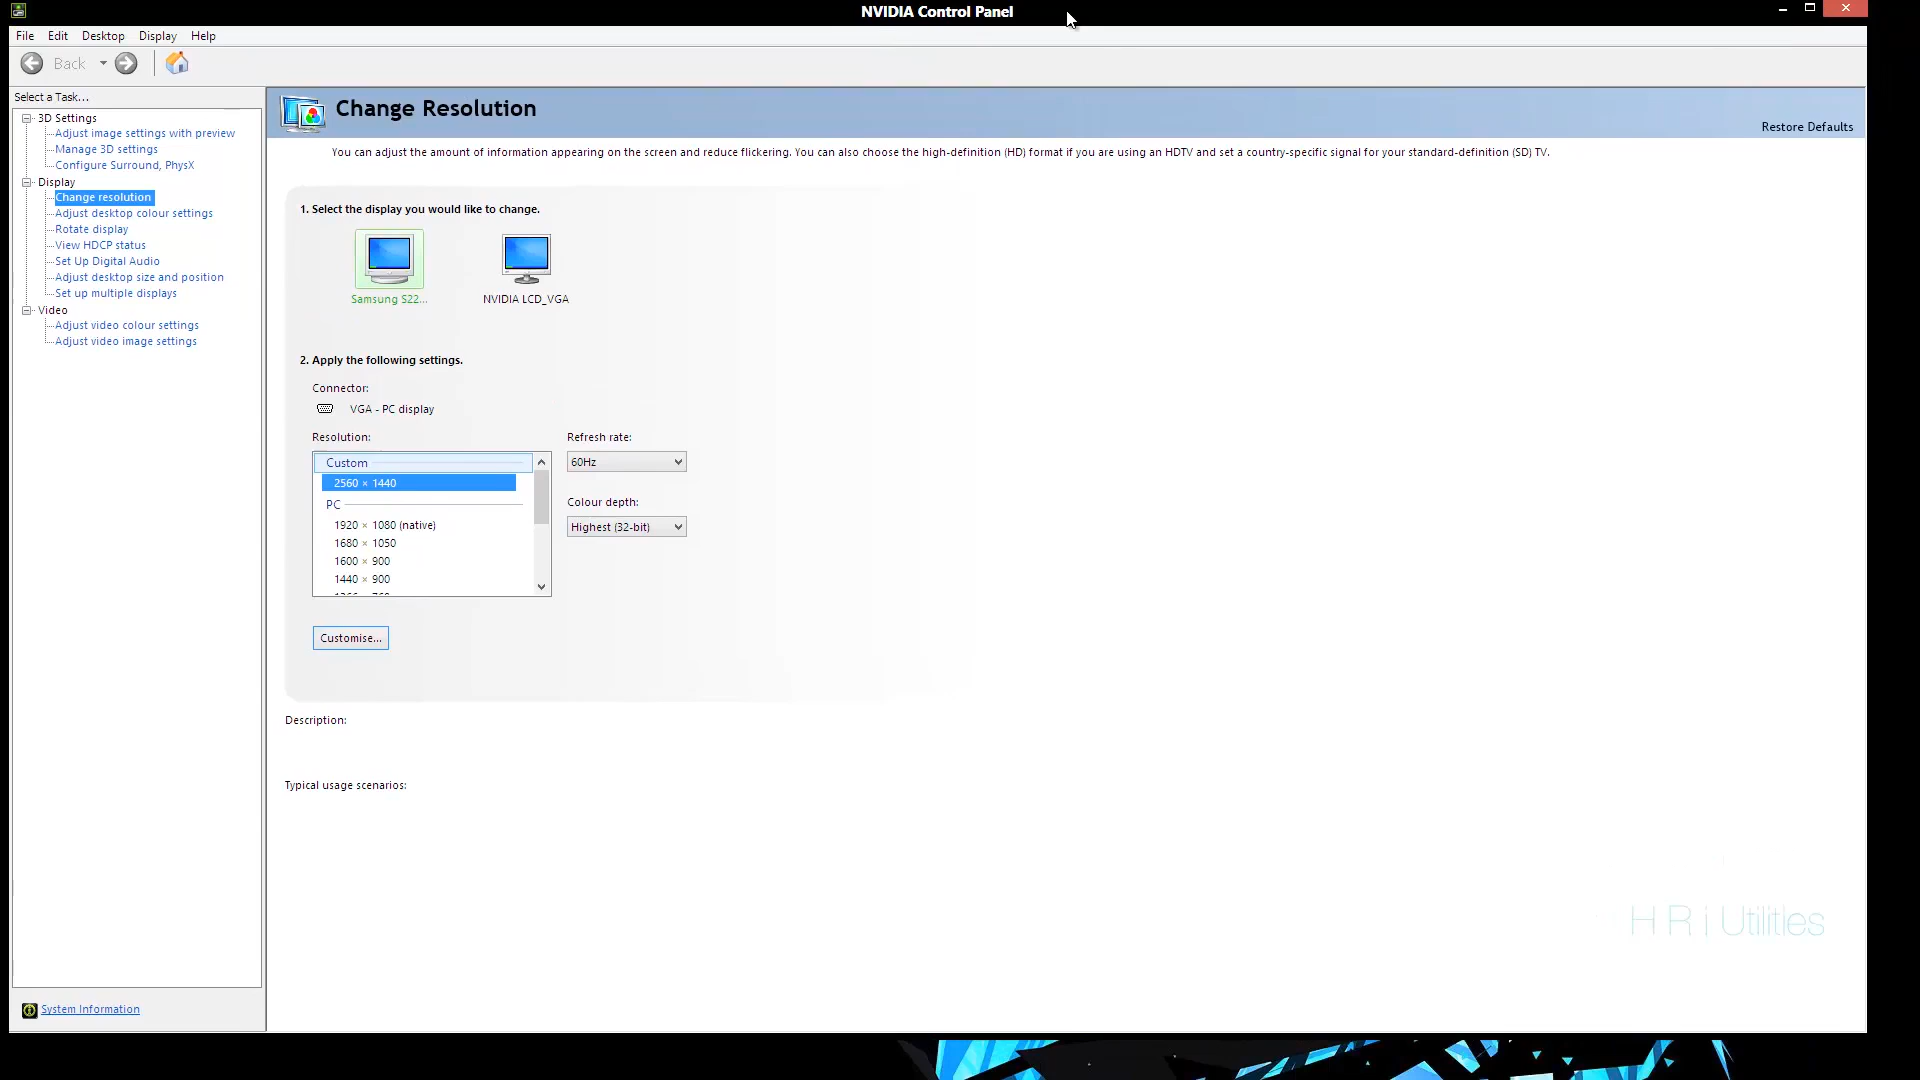 NVIDIA Control Panel
File Edit Desktop Display Help
Back
Select a Task...
3D Settings
Adjust image settings with preview
Manage 3D settings
Configure Surround, PhysX
Display
Change resolution
Adjust desktop colour settings
Rotate display
View HDCP status
Set Up Digital Audio
Adjust desktop size and position
Set up multiple displays
Video
Adjust video colour settings
Adjust video image settings
System Information
Change Resolution
Restore Defaults
You can adjust the amount of information appearing on the screen and reduce flickering. You can also choose the high-definition (HD) format if you are using an HDTV and set a country-specific signal for your standard-definition (SD) TV.
1. Select the display you would like to change.
Samsung S22...
NVIDIA LCD_VGA
2. Apply the following settings.
Connector:
VGA - PC display
Resolution:
Custom
2560 × 1440
PC
1920 × 1080 (native)
1680 × 1050
1600 × 900
1440 × 900
Refresh rate:
60Hz
Colour depth:
Highest (32-bit)
Customise...
Description:
Typical usage scenarios:
H R i Utilities